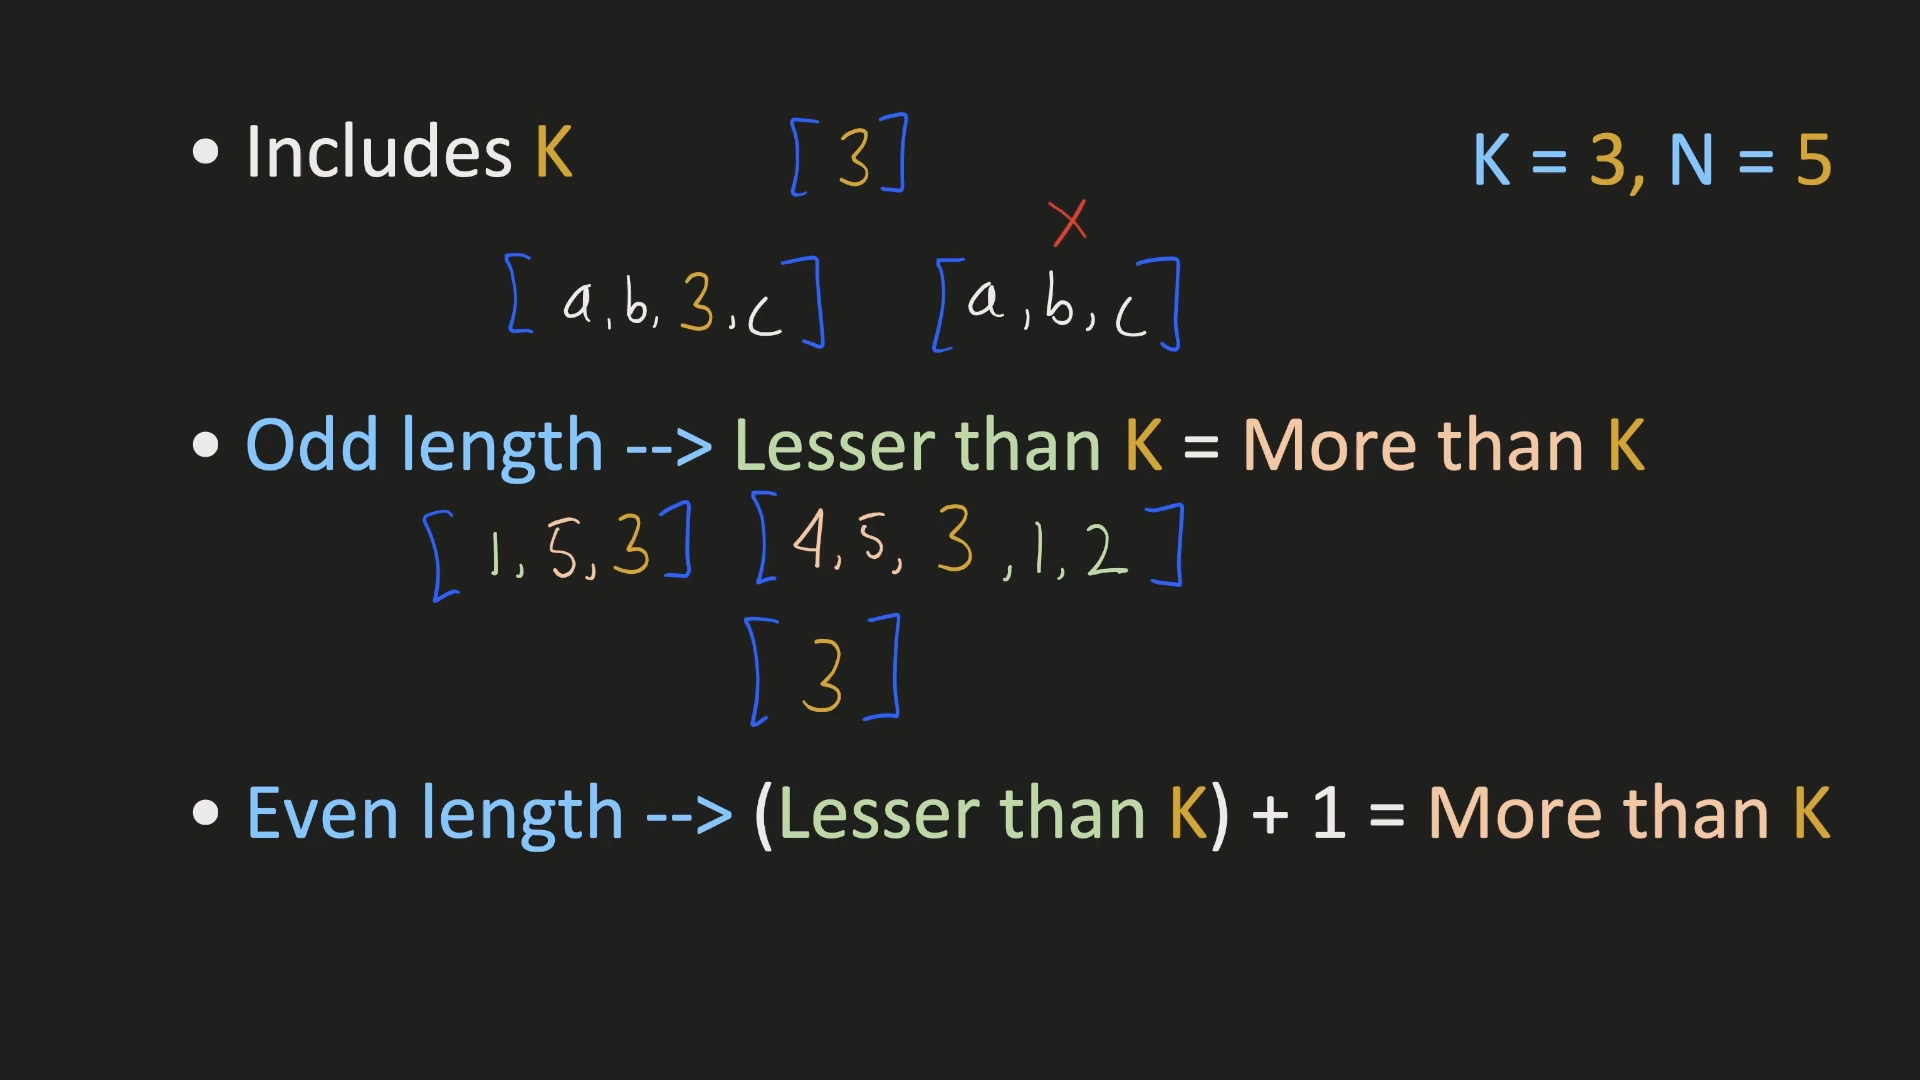 • Includes K
[ 3 ]
K = 3, N = 5
X
[ a, b, 3, c ] [ a, b, c ]
• Odd length --> Lesser than K = More than K
[ 1, 5, 3 ] [ 4, 5, 3, 1, 2 ]
[ 3 ]
• Even length --> (Lesser than K) + 1 = More than K